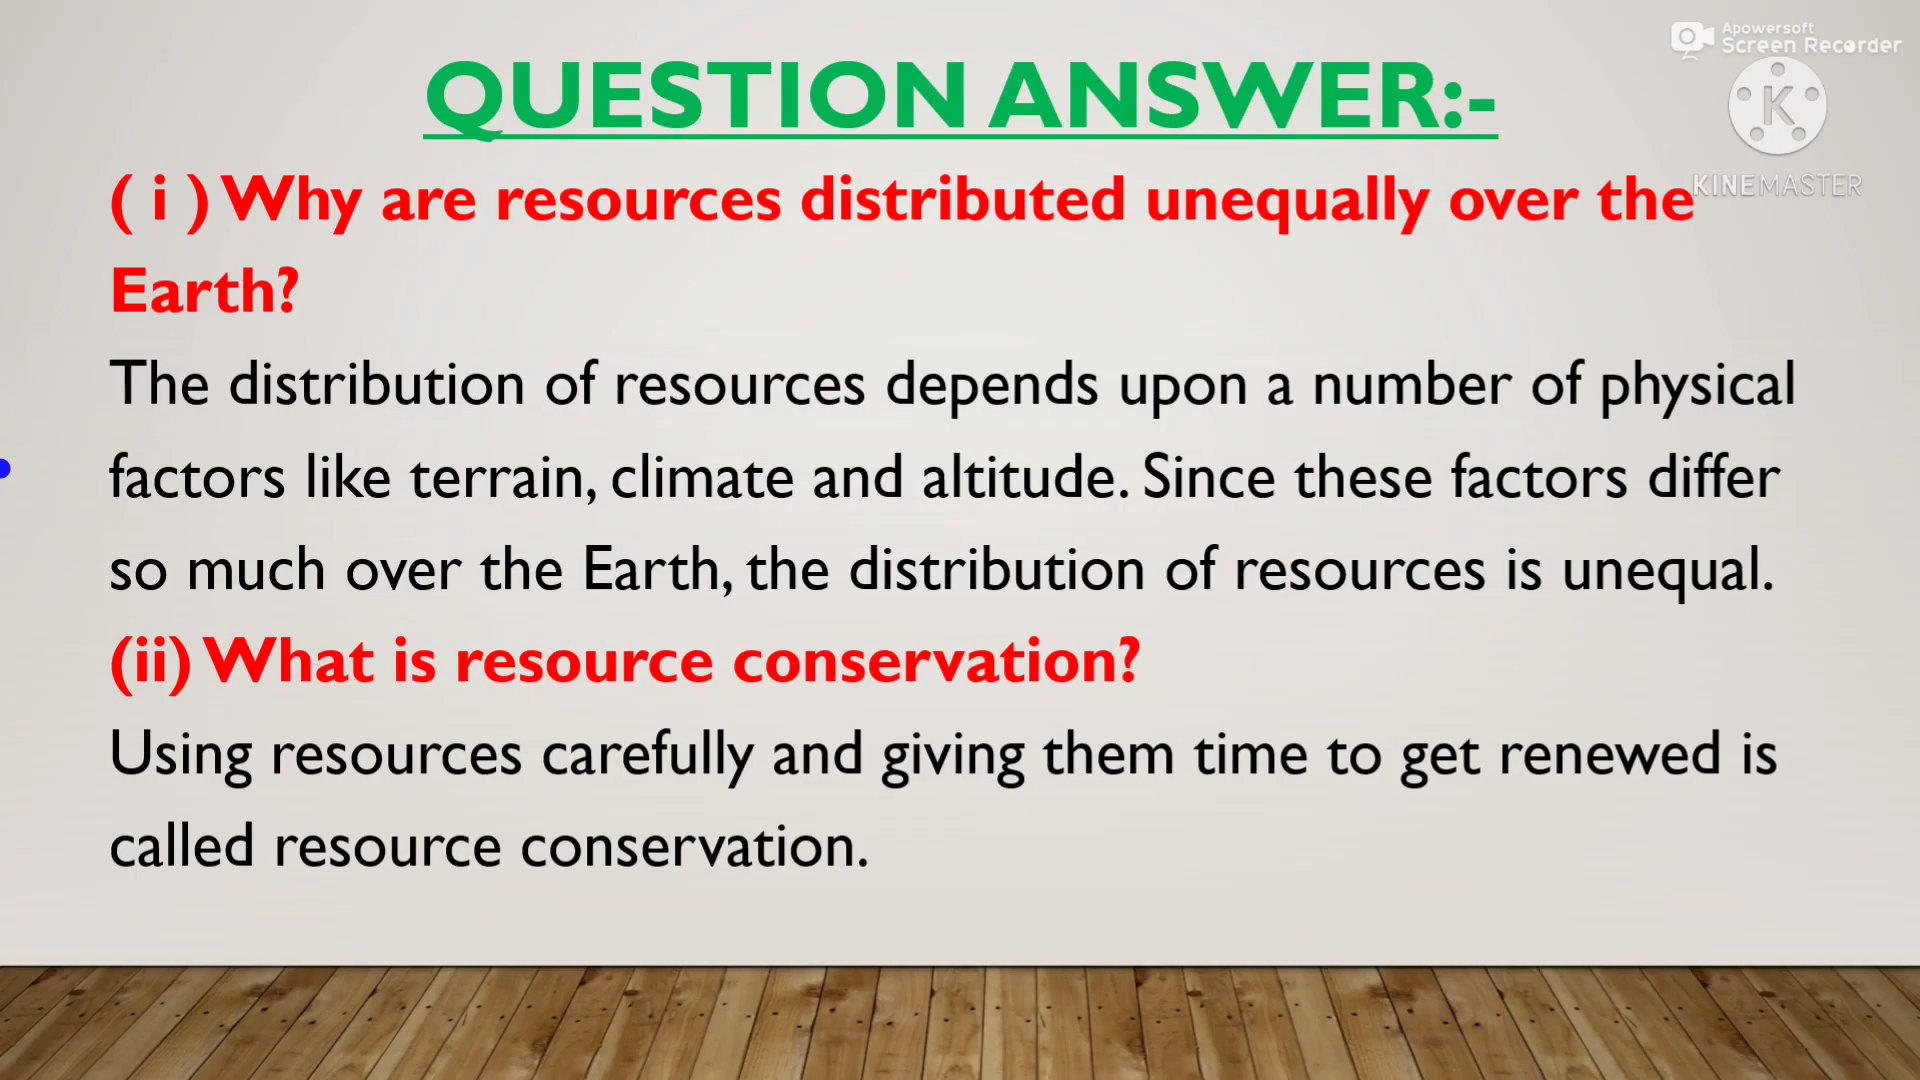 Apowersoft
Screen Recorder
K
KINEMASTER
QUESTION ANSWER:-
( i ) Why are resources distributed unequally over the
Earth?
The distribution of resources depends upon a number of physical
factors like terrain, climate and altitude. Since these factors differ
so much over the Earth, the distribution of resources is unequal.
(ii) What is resource conservation?
Using resources carefully and giving them time to get renewed is
called resource conservation.